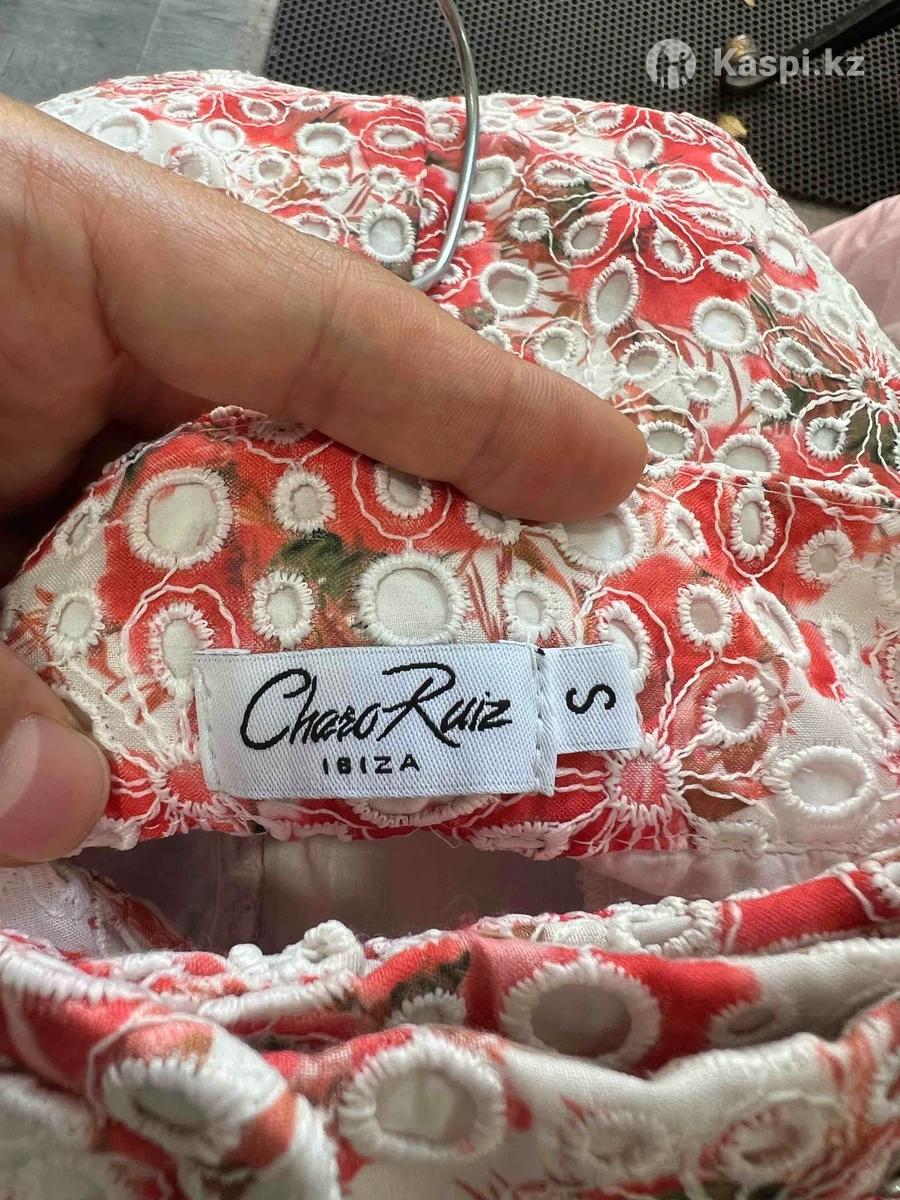 Kaspi.kz
Charo Ruiz
IBIZA
S